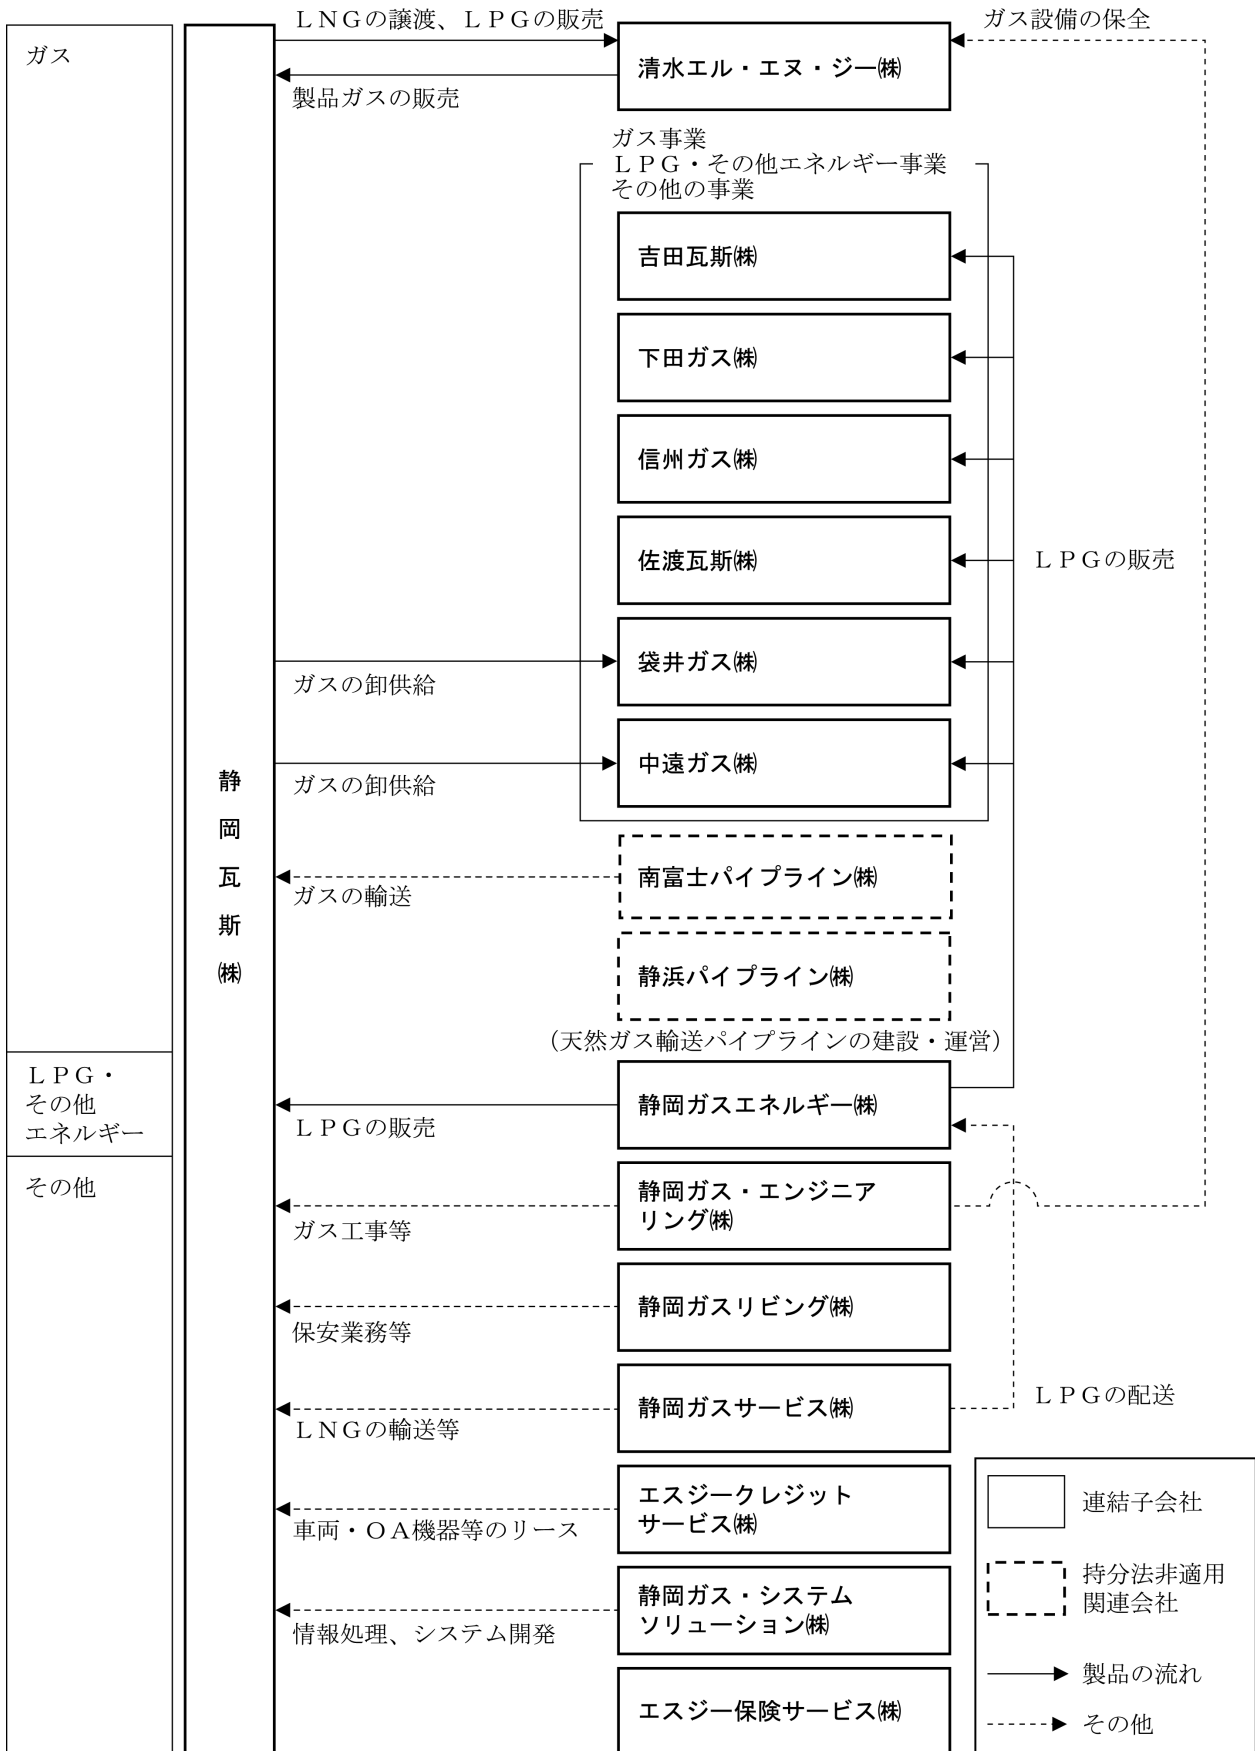 ＬＮＧの譲渡、ＬＰＧの販売
ガス設備の保全
ガス
清水エル・エヌ・ジー㈱
製品ガスの販売
ガス事業
ＬＰＧ・その他エネルギー事業
その他の事業
吉田瓦斯㈱
下田ガス㈱
信州ガス㈱
佐渡瓦斯㈱
ＬＰＧの販売
袋井ガス㈱
ガスの卸供給
中遠ガス㈱
ガスの卸供給
静岡瓦斯㈱
南富士パイプライン㈱
ガスの輸送
静浜パイプライン㈱
（天然ガス輸送パイプラインの建設・運営）
ＬＰＧ・
その他
エネルギー
静岡ガスエネルギー㈱
ＬＰＧの販売
その他
静岡ガス・エンジニア
リング㈱
ガス工事等
静岡ガスリビング㈱
保安業務等
静岡ガスサービス㈱
ＬＰＧの配送
ＬＮＧの輸送等
エスジークレジット
サービス㈱
車両・ＯＡ機器等のリース
静岡ガス・システム
ソリューション㈱
情報処理、システム開発
エスジー保険サービス㈱
連結子会社
持分法非適用
関連会社
製品の流れ
その他